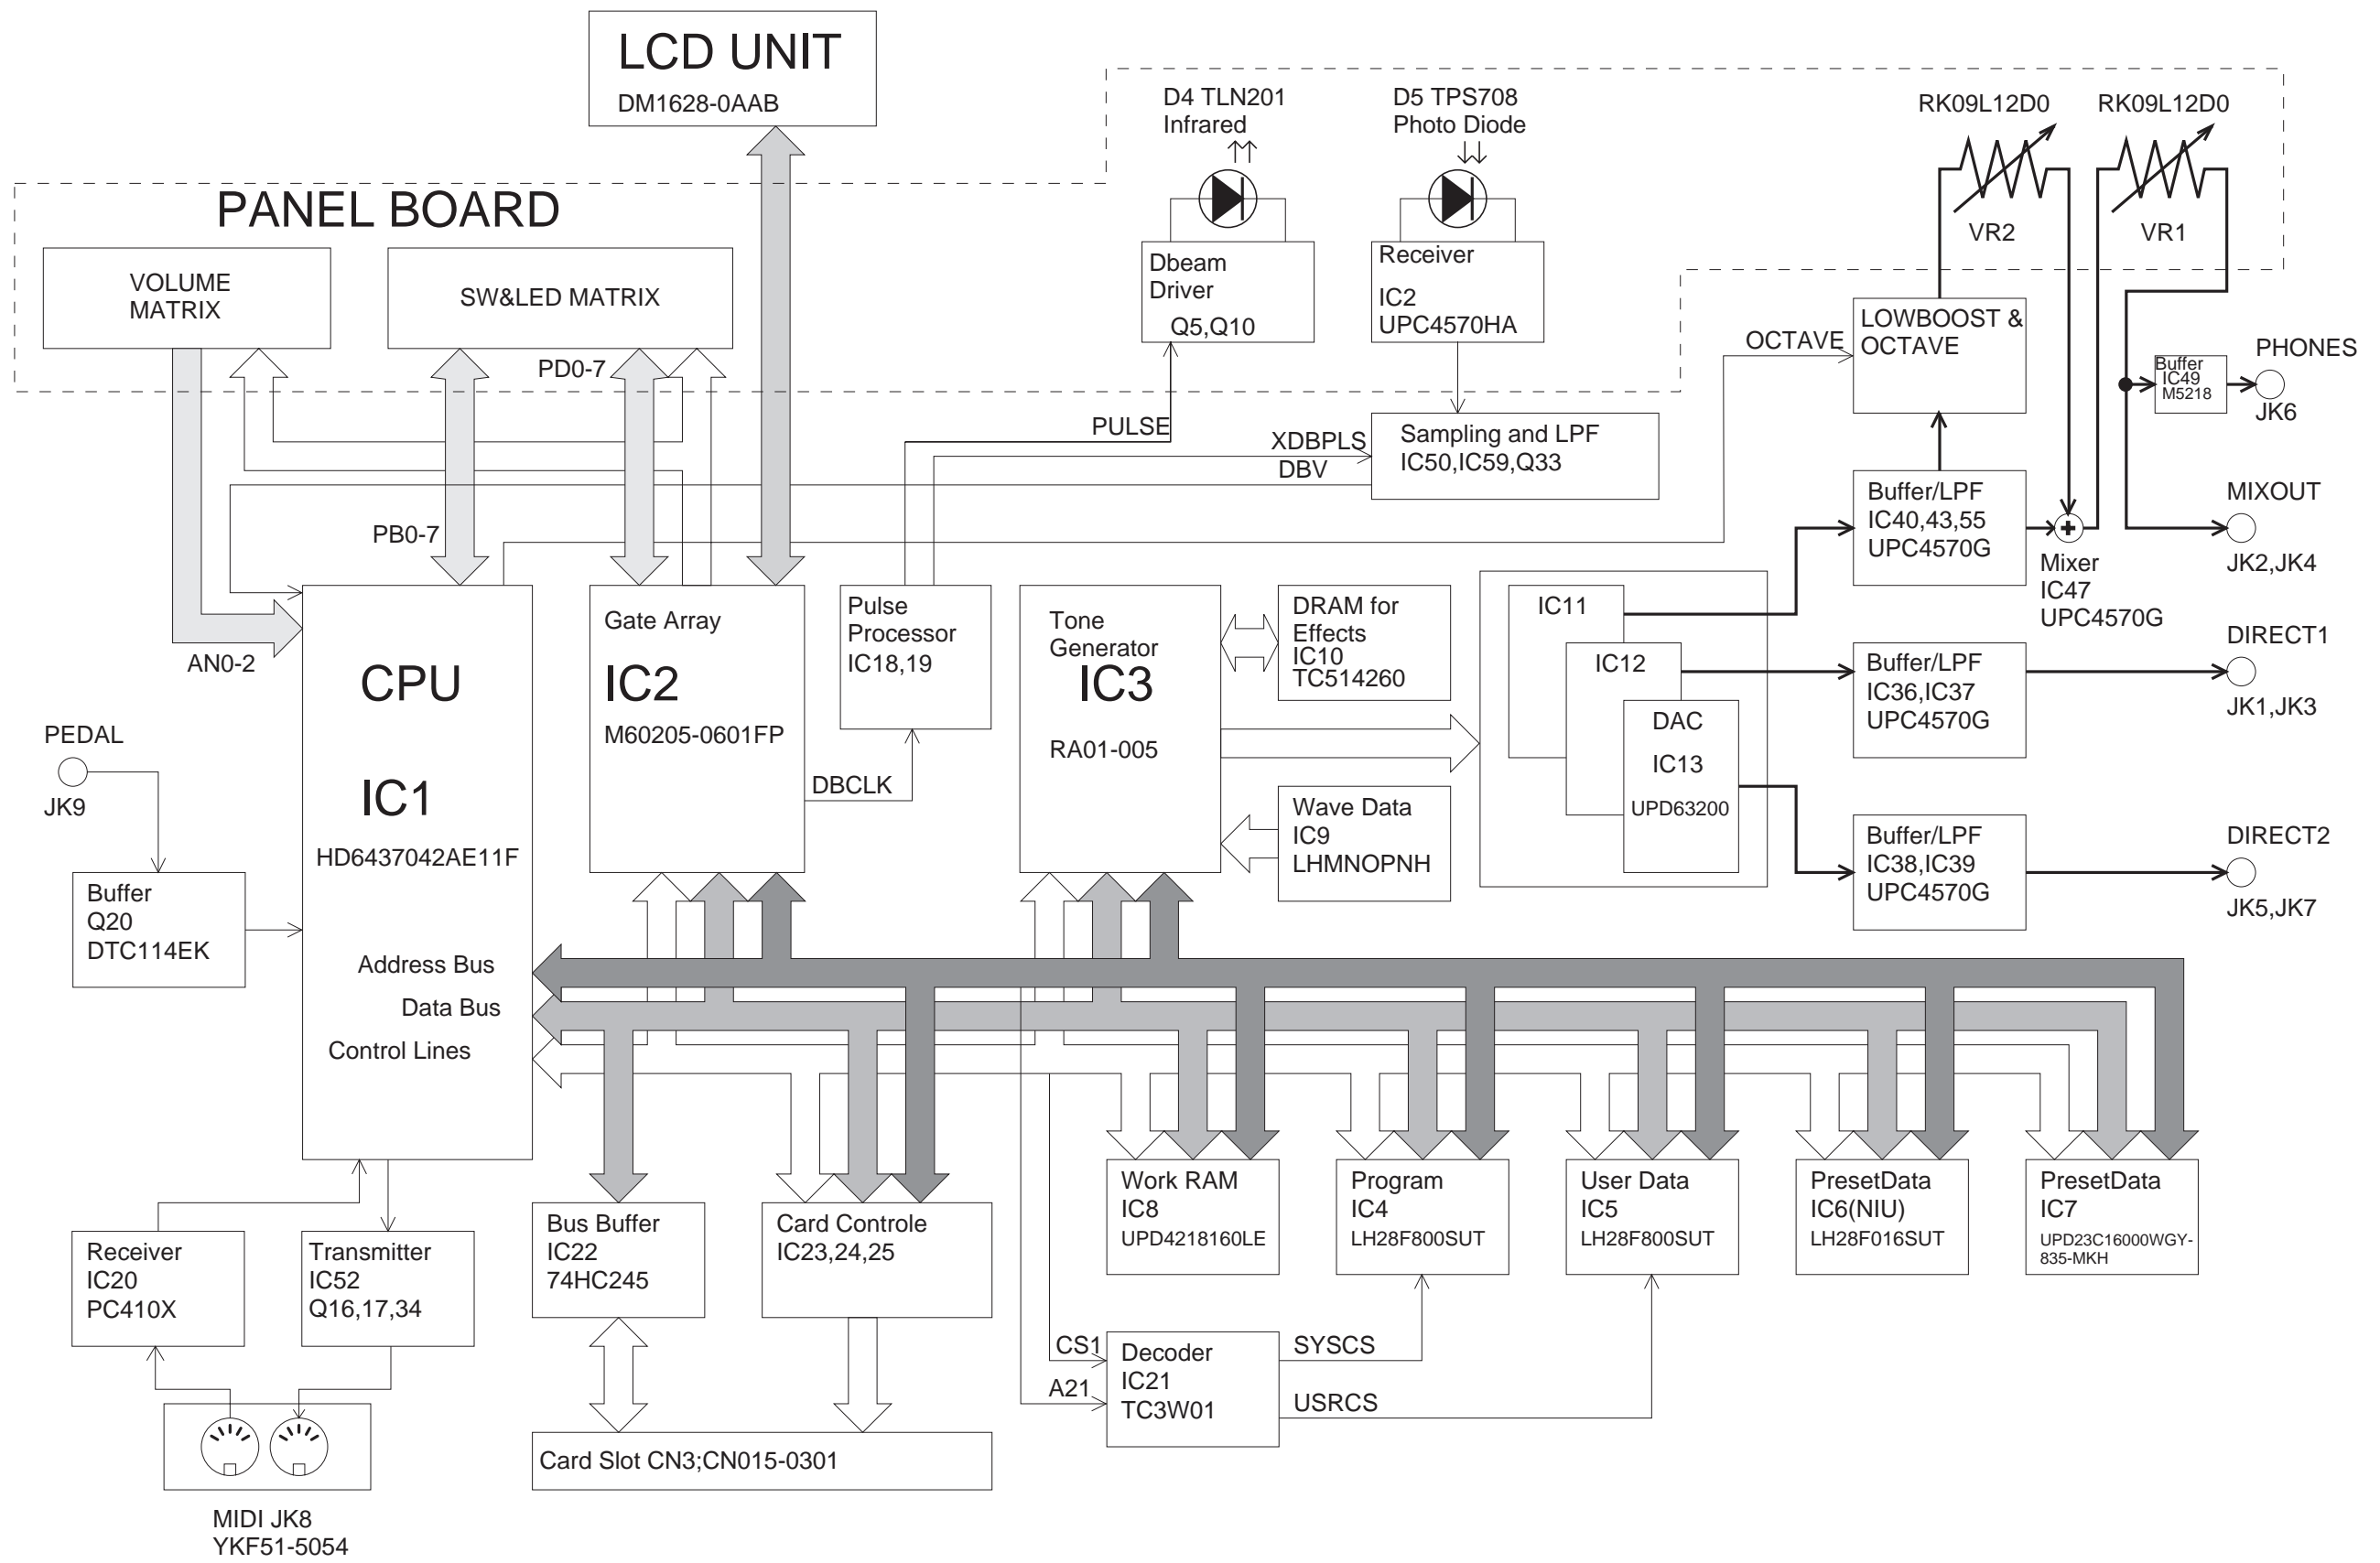 LCD UNIT
DM1628-0AAB
PANEL BOARD
VOLUME
MATRIX
SW&LED MATRIX
D4 TLN201
Infrared
D5 TPS708
Photo Diode
Dbeam
Driver
Q5,Q10
Receiver
IC2
UPC4570HA
RK09L12D0
RK09L12D0
VR2
VR1
LOWBOOST &
OCTAVE
OCTAVE
Buffer
IC49
M5218
PHONES
JK6
PD0-7
PB0-7
PULSE
XDBPLS
DBV
Sampling and LPF
IC50,IC59,Q33
Buffer/LPF
IC40,43,55
UPC4570G
MIXOUT
JK2,JK4
Mixer
IC47
UPC4570G
AN0-2
CPU
IC1
HD6437042AE11F
Address Bus
Data Bus
Control Lines
Gate Array
IC2
M60205-0601FP
Pulse
Processor
IC18,19
DBCLK
Tone
Generator
IC3
RA01-005
DRAM for
Effects
IC10
TC514260
Wave Data
IC9
LHMNOPNH
IC11
IC12
DAC
IC13
UPD63200
Buffer/LPF
IC36,IC37
UPC4570G
DIRECT1
JK1,JK3
Buffer/LPF
IC38,IC39
UPC4570G
DIRECT2
JK5,JK7
PEDAL
JK9
Buffer
Q20
DTC114EK
Receiver
IC20
PC410X
Transmitter
IC52
Q16,17,34
MIDI JK8
YKF51-5054
Bus Buffer
IC22
74HC245
Card Controle
IC23,24,25
Card Slot CN3;CN015-0301
Work RAM
IC8
UPD4218160LE
Program
IC4
LH28F800SUT
User Data
IC5
LH28F800SUT
PresetData
IC6(NIU)
LH28F016SUT
PresetData
IC7
UPD23C16000WGY-
835-MKH
CS1
A21
Decoder
IC21
TC3W01
SYSCS
USRCS